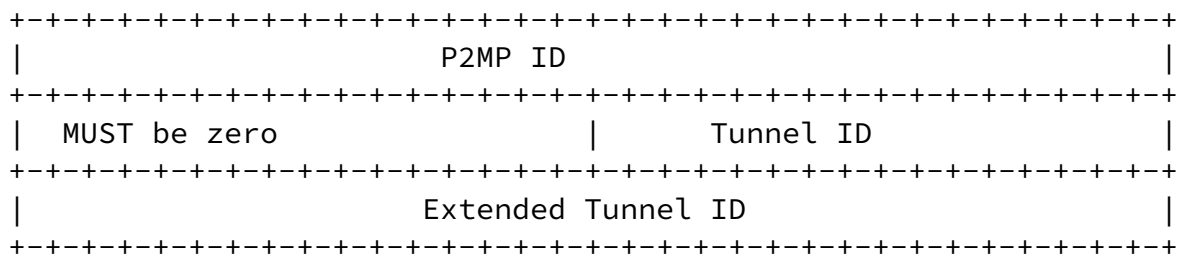 +-+-+-+-+-+-+-+-+-+-+-+-+-+-+-+-+-+-+-+-+-+-+-+-+-+-+-+-+-+-+-+-+
|                       P2MP ID                                 |
+-+-+-+-+-+-+-+-+-+-+-+-+-+-+-+-+-+-+-+-+-+-+-+-+-+-+-+-+-+-+-+-+
|  MUST be zero                 |      Tunnel ID                |
+-+-+-+-+-+-+-+-+-+-+-+-+-+-+-+-+-+-+-+-+-+-+-+-+-+-+-+-+-+-+-+-+
|                      Extended Tunnel ID                       |
+-+-+-+-+-+-+-+-+-+-+-+-+-+-+-+-+-+-+-+-+-+-+-+-+-+-+-+-+-+-+-+-+